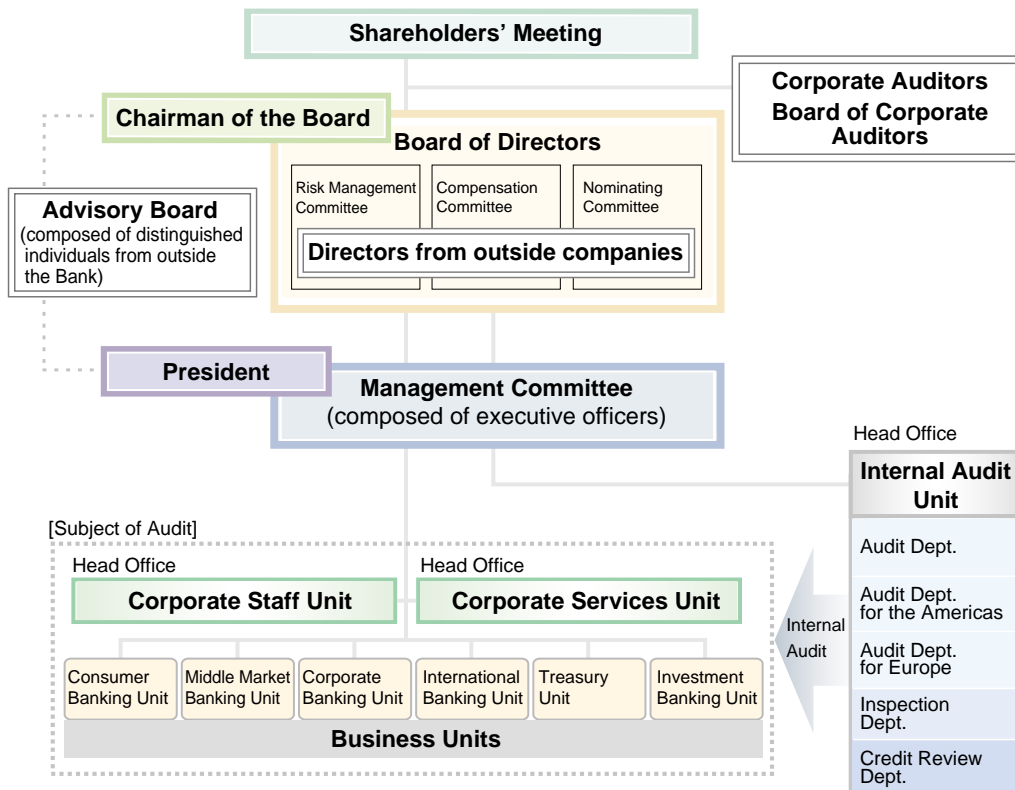 Shareholders' Meeting
Corporate Auditors
Board of Corporate
Auditors
Chairman of the Board
Board of Directors
Risk Management
Committee
Compensation
Committee
Nominating
Committee
Directors from outside companies
Advisory Board
(composed of distinguished
individuals from outside
the Bank)
President
Management Committee
(composed of executive officers)
Head Office
Internal Audit
Unit
Audit Dept.
Audit Dept.
for the Americas
Audit Dept.
for Europe
Inspection
Dept.
Credit Review
Dept.
Internal
Audit
[Subject of Audit]
Head Office
Corporate Staff Unit
Head Office
Corporate Services Unit
Consumer
Banking Unit
Middle Market
Banking Unit
Corporate
Banking Unit
International
Banking Unit
Treasury
Unit
Investment
Banking Unit
Business Units